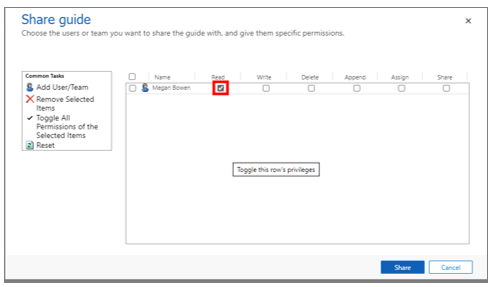 Share guide
Choose the users or team you want to share the guide with, and give them specific permissions.
Common Tasks
Add User/Team
Remove Selected
Items
Toggle All
Permissions of the
Selected Items
Reset
Name Read Write Delete Append Assign Share
Megan Bowen
Toggle this row's privileges
Share Cancel